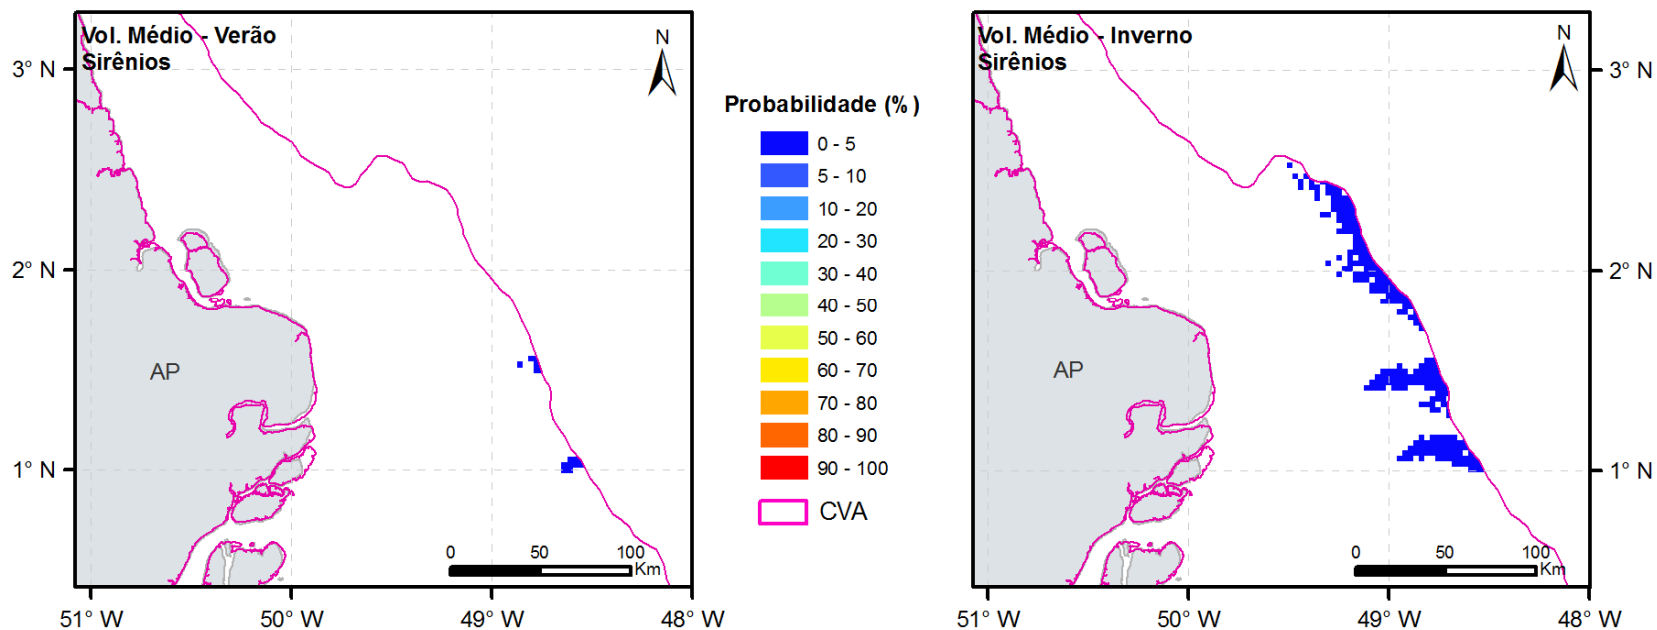 Vol. Médio - Verão
Sirênios
N
3° N
2° N
1° N
AP
0 50 100
Km
51° W 50° W 49° W 48° W
Probabilidade (%)
0 - 5
5 - 10
10 - 20
20 - 30
30 - 40
40 - 50
50 - 60
60 - 70
70 - 80
80 - 90
90 - 100
CVA
Vol. Médio - Inverno
Sirênios
N
3° N
2° N
1° N
AP
0 50 100
Km
51° W 50° W 49° W 48° W